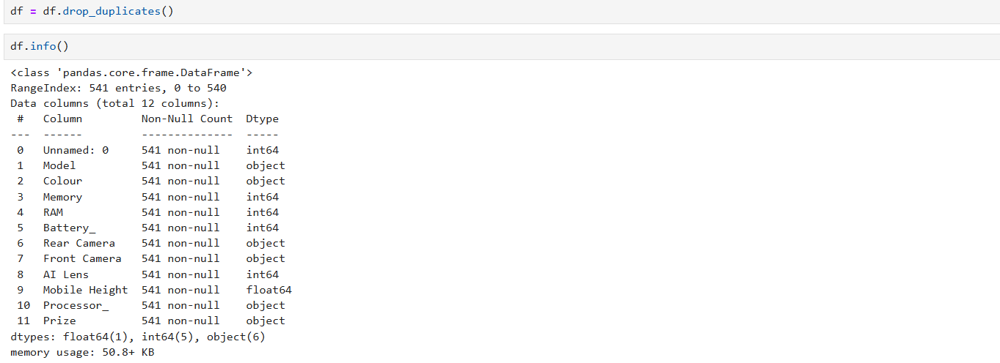 df = df.drop_duplicates()
df.info()
<class 'pandas.core.frame.DataFrame'>
RangeIndex: 541 entries, 0 to 540
Data columns (total 12 columns):
 #   Column         Non-Null Count  Dtype
---  ------         --------------  -----
 0   Unnamed: 0     541 non-null    int64
 1   Model          541 non-null    object
 2   Colour         541 non-null    object
 3   Memory         541 non-null    int64
 4   RAM            541 non-null    int64
 5   Battery_       541 non-null    int64
 6   Rear Camera    541 non-null    object
 7   Front Camera   541 non-null    object
 8   AI Lens        541 non-null    int64
 9   Mobile Height  541 non-null    float64
 10  Processor_     541 non-null    object
 11  Prize          541 non-null    object
dtypes: float64(1), int64(5), object(6)
memory usage: 50.8+ KB